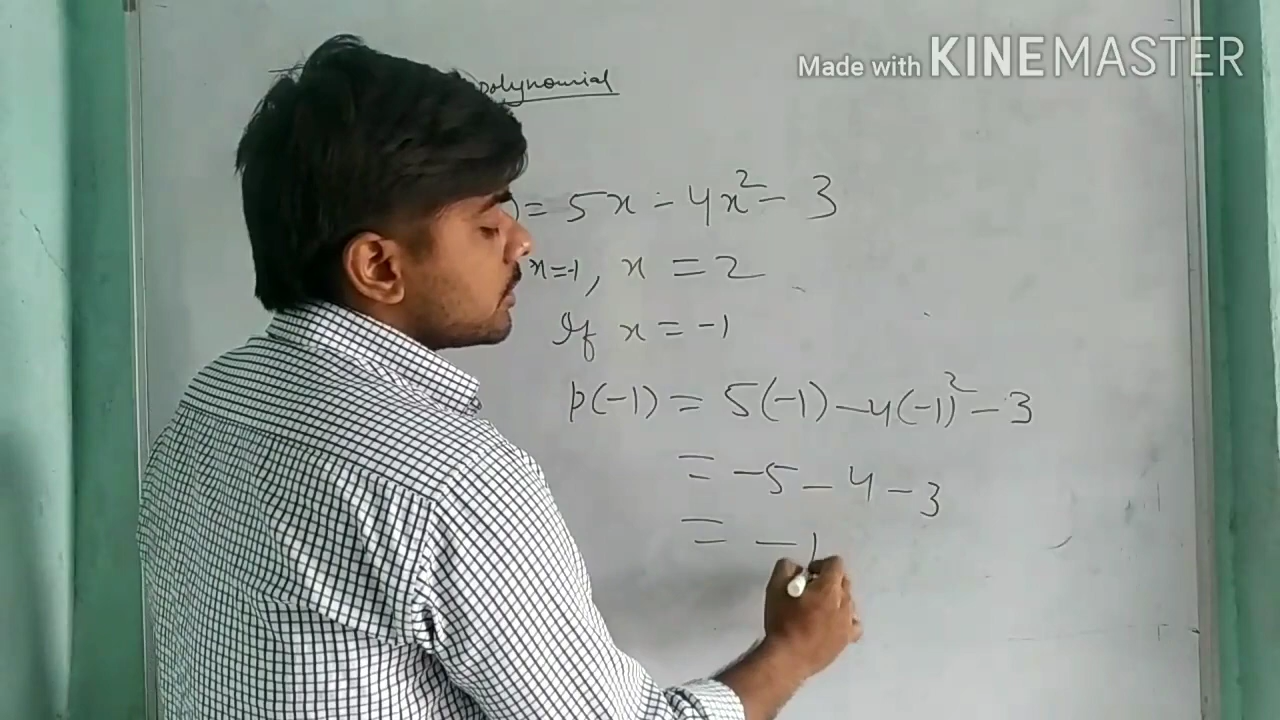 Made with KINEMASTER
polynomial
) = 5x - 4x² - 3
x=-1, x = 2
If x = -1
p(-1) = 5(-1) - 4(-1)² - 3
= -5 - 4 - 3
= - 1